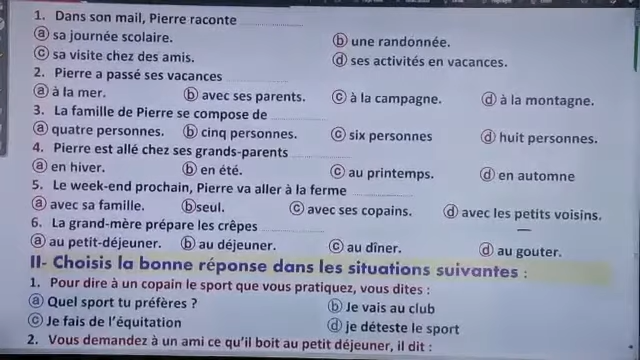 1. Dans son mail, Pierre raconte ..............
ⓐ sa journée scolaire. ⓑ une randonnée.
ⓒ sa visite chez des amis. ⓓ ses activités en vacances.
2. Pierre a passé ses vacances ..............
ⓐ à la mer. ⓑ avec ses parents. ⓒ à la campagne. ⓓ à la montagne.
3. La famille de Pierre se compose de ..............
ⓐ quatre personnes. ⓑ cinq personnes. ⓒ six personnes ⓓ huit personnes.
4. Pierre est allé chez ses grands-parents ..............
ⓐ en hiver. ⓑ en été. ⓒ au printemps. ⓓ en automne
5. Le week-end prochain, Pierre va aller à la ferme ..............
ⓐ avec sa famille. ⓑseul. ⓒ avec ses copains. ⓓ avec les petits voisins.
6. La grand-mère prépare les crêpes ..............
ⓐ au petit-déjeuner. ⓑ au déjeuner. ⓒ au dîner. ⓓ au gouter.
II- Choisis la bonne réponse dans les situations suivantes :
1. Pour dire à un copain le sport que vous pratiquez, vous dites :
ⓐ Quel sport tu préfères ? ⓑ Je vais au club
ⓒ Je fais de l'équitation ⓓ je déteste le sport
2. Vous demandez à un ami ce qu'il boit au petit déjeuner, il dit :